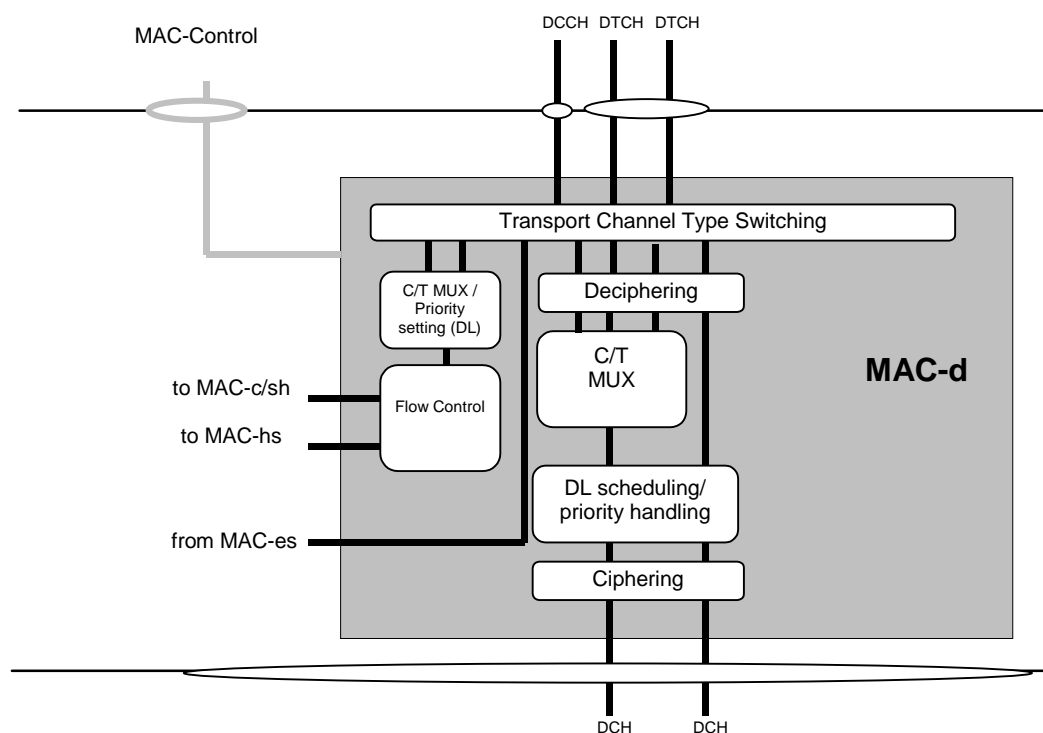 DCCH DTCH DTCH
MAC-Control
Transport Channel Type Switching
C/T MUX /
Priority
setting (DL)
Deciphering
C/T
MUX
MAC-d
to MAC-c/sh
Flow Control
to MAC-hs
DL scheduling/
priority handling
from MAC-es
Ciphering
DCH DCH